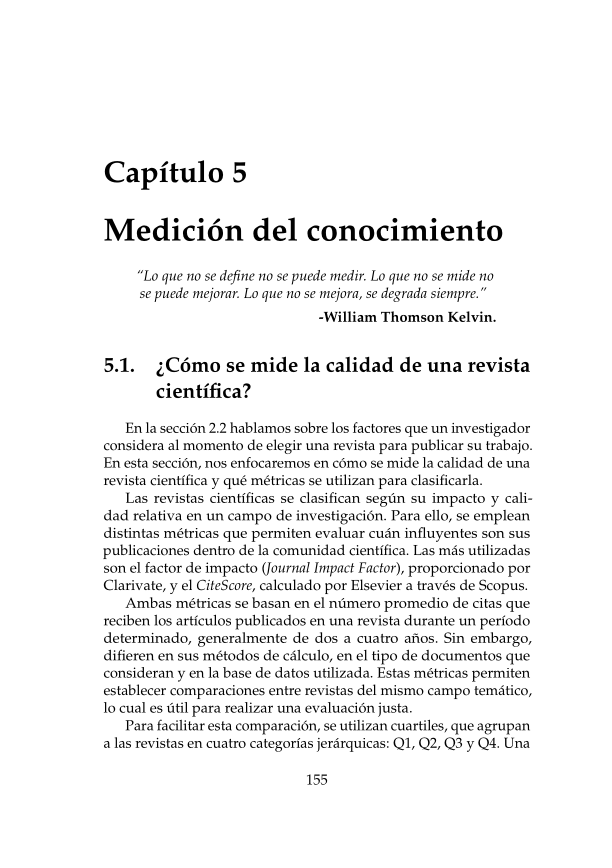 Capítulo 5
Medición del conocimiento
“Lo que no se define no se puede medir. Lo que no se mide no
se puede mejorar. Lo que no se mejora, se degrada siempre.”
-William Thomson Kelvin.
5.1. ¿Cómo se mide la calidad de una revista
científica?
En la sección 2.2 hablamos sobre los factores que un investigador
considera al momento de elegir una revista para publicar su trabajo.
En esta sección, nos enfocaremos en cómo se mide la calidad de una
revista científica y qué métricas se utilizan para clasificarla.
Las revistas científicas se clasifican según su impacto y cali-
dad relativa en un campo de investigación. Para ello, se emplean
distintas métricas que permiten evaluar cuán influyentes son sus
publicaciones dentro de la comunidad científica. Las más utilizadas
son el factor de impacto (Journal Impact Factor), proporcionado por
Clarivate, y el CiteScore, calculado por Elsevier a través de Scopus.
Ambas métricas se basan en el número promedio de citas que
reciben los artículos publicados en una revista durante un período
determinado, generalmente de dos a cuatro años. Sin embargo,
difieren en sus métodos de cálculo, en el tipo de documentos que
consideran y en la base de datos utilizada. Estas métricas permiten
establecer comparaciones entre revistas del mismo campo temático,
lo cual es útil para realizar una evaluación justa.
Para facilitar esta comparación, se utilizan cuartiles, que agrupan
a las revistas en cuatro categorías jerárquicas: Q1, Q2, Q3 y Q4. Una
155